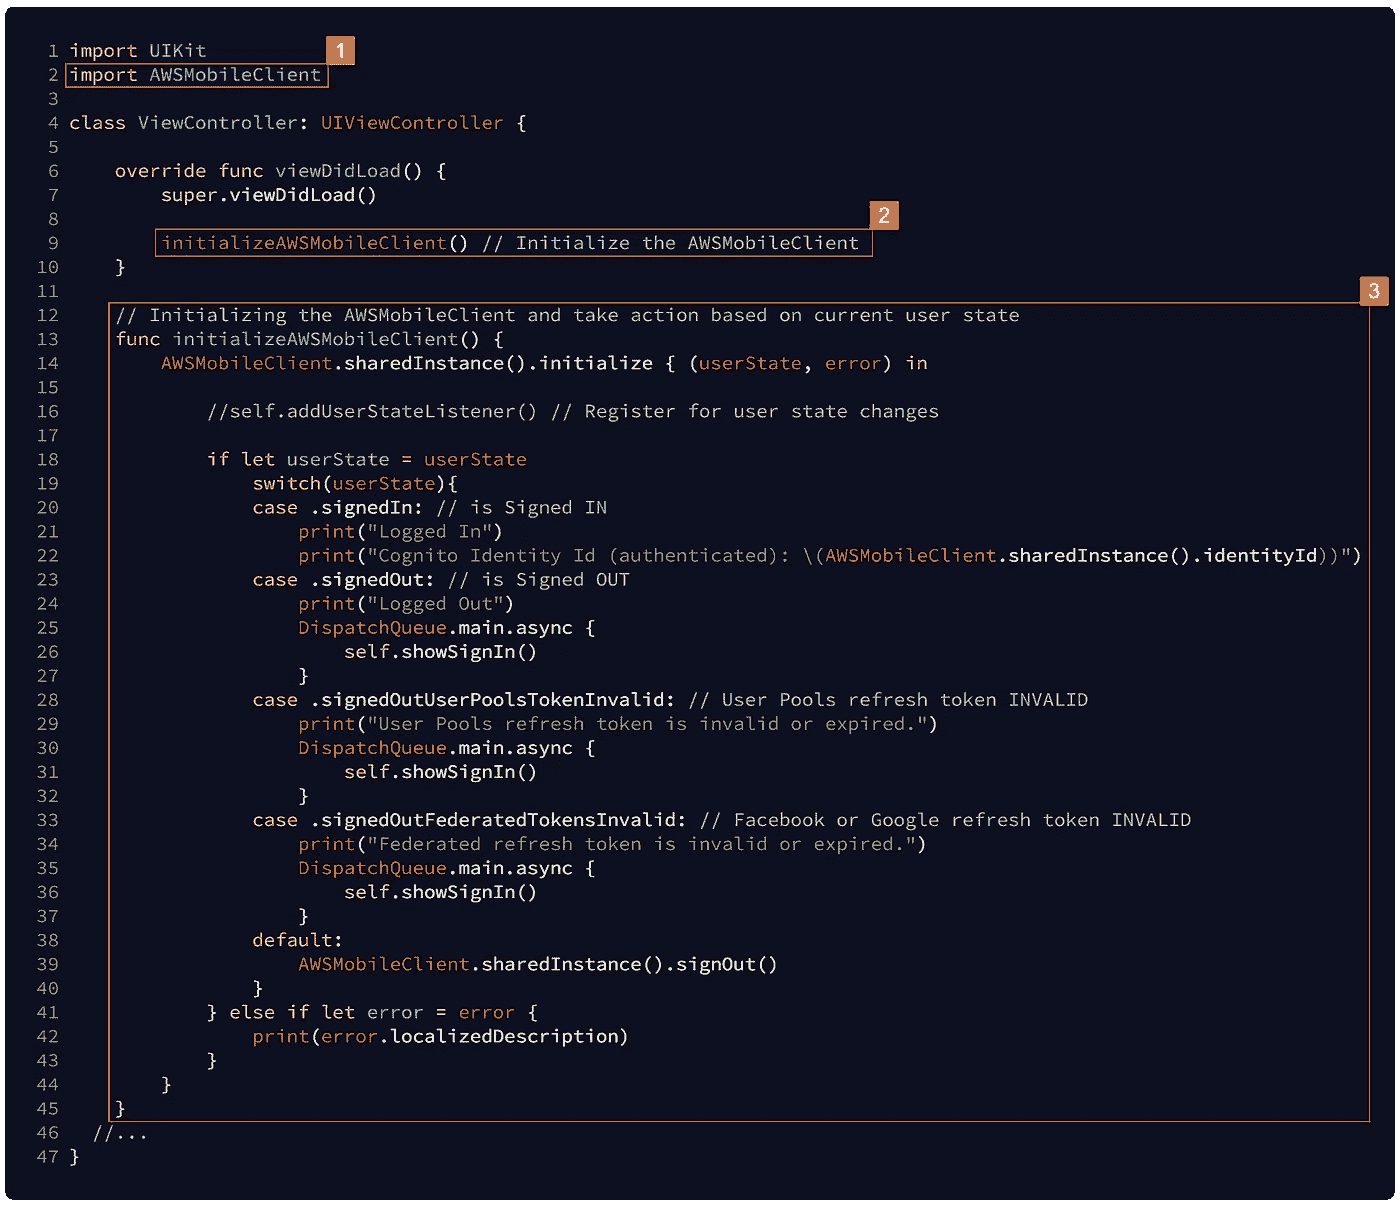 1 import UIKit 1
2 import AWSMobileClient
3
4 class ViewController: UIViewController {
5
6     override func viewDidLoad() {
7         super.viewDidLoad()
8 2
9         initializeAWSMobileClient() // Initialize the AWSMobileClient
10     }
11 3
12     // Initializing the AWSMobileClient and take action based on current user state
13     func initializeAWSMobileClient() {
14         AWSMobileClient.sharedInstance().initialize { (userState, error) in
15
16             //self.addUserStateListener() // Register for user state changes
17
18             if let userState = userState
19                 switch(userState){
20                 case .signedIn: // is Signed IN
21                     print("Logged In")
22                     print("Cognito Identity Id (authenticated): \(AWSMobileClient.sharedInstance().identityId))")
23                 case .signedOut: // is Signed OUT
24                     print("Logged Out")
25                     DispatchQueue.main.async {
26                         self.showSignIn()
27                     }
28                 case .signedOutUserPoolsTokenInvalid: // User Pools refresh token INVALID
29                     print("User Pools refresh token is invalid or expired.")
30                     DispatchQueue.main.async {
31                         self.showSignIn()
32                     }
33                 case .signedOutFederatedTokensInvalid: // Facebook or Google refresh token INVALID
34                     print("Federated refresh token is invalid or expired.")
35                     DispatchQueue.main.async {
36                         self.showSignIn()
37                     }
38                 default:
39                     AWSMobileClient.sharedInstance().signOut()
40                 }
41             } else if let error = error {
42                 print(error.localizedDescription)
43             }
44         }
45     }
46   //...
47 }